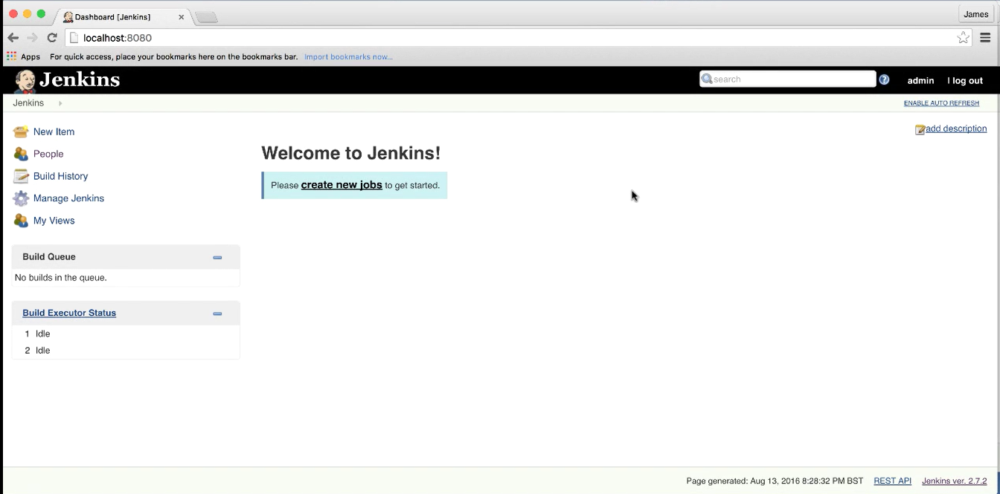 Dashboard [Jenkins]
James
localhost:8080
Apps For quick access, place your bookmarks here on the bookmarks bar. Import bookmarks now...
Jenkins
search
admin
| log out
Jenkins
ENABLE AUTO REFRESH
New Item
People
Build History
Manage Jenkins
My Views
add description
Welcome to Jenkins!
Please create new jobs to get started.
Build Queue
No builds in the queue.
Build Executor Status
1 Idle
2 Idle
Page generated: Aug 13, 2016 8:28:32 PM BST REST API Jenkins ver. 2.7.2